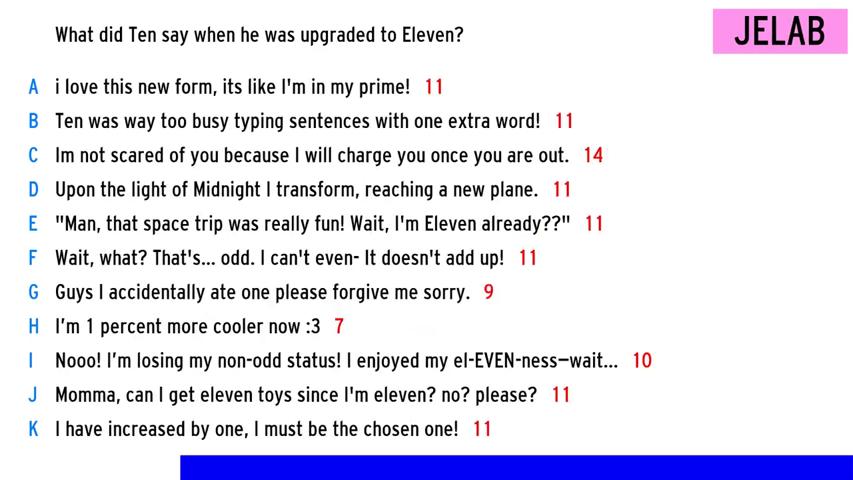 What did Ten say when he was upgraded to Eleven?
JELAB
A i love this new form, its like I'm in my prime! 11
B Ten was way too busy typing sentences with one extra word! 11
C Im not scared of you because I will charge you once you are out. 14
D Upon the light of Midnight I transform, reaching a new plane. 11
E "Man, that space trip was really fun! Wait, I'm Eleven already??" 11
F Wait, what? That's... odd. I can't even- It doesn't add up! 11
G Guys I accidentally ate one please forgive me sorry. 9
H I’m 1 percent more cooler now :3 7
I Nooo! I’m losing my non-odd status! I enjoyed my el-EVEN-ness—wait... 10
J Momma, can I get eleven toys since I'm eleven? no? please? 11
K I have increased by one, I must be the chosen one! 11